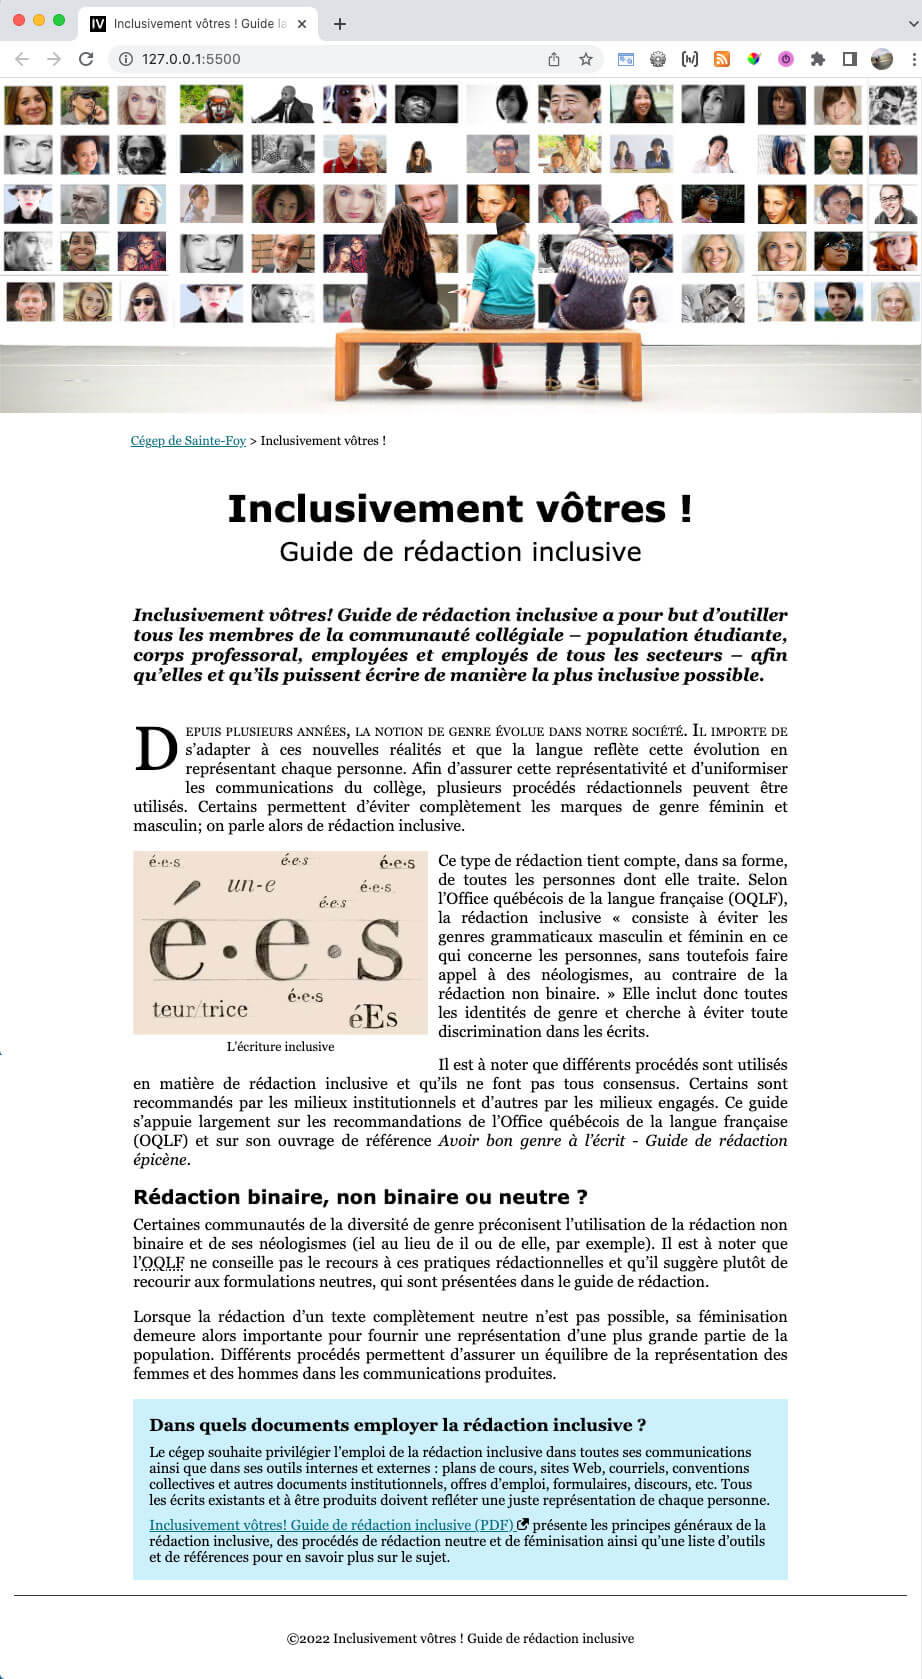 IV Inclusivement vôtres ! Guide la
127.0.0.1:5500
Cégep de Sainte-Foy > Inclusivement vôtres !
Inclusivement vôtres !
Guide de rédaction inclusive
Inclusivement vôtres! Guide de rédaction inclusive a pour but d’outiller
tous les membres de la communauté collégiale – population étudiante,
corps professoral, employées et employés de tous les secteurs – afin
qu’elles et qu’ils puissent écrire de manière la plus inclusive possible.
DEPUIS PLUSIEURS ANNÉES, LA NOTION DE GENRE ÉVOLUE DANS NOTRE SOCIÉTÉ. IL IMPORTE DE
s’adapter à ces nouvelles réalités et que la langue reflète cette évolution en
représentant chaque personne. Afin d’assurer cette représentativité et d’uniformiser
les communications du collège, plusieurs procédés rédactionnels peuvent être
utilisés. Certains permettent d’éviter complètement les marques de genre féminin et
masculin; on parle alors de rédaction inclusive.
é·e·s
é·e·s
é·e·s
un-e
é·e·s
é·e·s
é·e·s
teur/trice
é·e·s
éEs
L’écriture inclusive
Ce type de rédaction tient compte, dans sa forme,
de toutes les personnes dont elle traite. Selon
l’Office québécois de la langue française (OQLF),
la rédaction inclusive « consiste à éviter les
genres grammaticaux masculin et féminin en ce
qui concerne les personnes, sans toutefois faire
appel à des néologismes, au contraire de la
rédaction non binaire. » Elle inclut donc toutes
les identités de genre et cherche à éviter toute
discrimination dans les écrits.
Il est à noter que différents procédés sont utilisés
en matière de rédaction inclusive et qu’ils ne font pas tous consensus. Certains sont
recommandés par les milieux institutionnels et d’autres par les milieux engagés. Ce guide
s’appuie largement sur les recommandations de l’Office québécois de la langue française
(OQLF) et sur son ouvrage de référence Avoir bon genre à l’écrit - Guide de rédaction
épicène.
Rédaction binaire, non binaire ou neutre ?
Certaines communautés de la diversité de genre préconisent l’utilisation de la rédaction non
binaire et de ses néologismes (iel au lieu de il ou de elle, par exemple). Il est à noter que
l’OQLF ne conseille pas le recours à ces pratiques rédactionnelles et qu’il suggère plutôt de
recourir aux formulations neutres, qui sont présentées dans le guide de rédaction.
Lorsque la rédaction d’un texte complètement neutre n’est pas possible, sa féminisation
demeure alors importante pour fournir une représentation d’une plus grande partie de la
population. Différents procédés permettent d’assurer un équilibre de la représentation des
femmes et des hommes dans les communications produites.
Dans quels documents employer la rédaction inclusive ?
Le cégep souhaite privilégier l’emploi de la rédaction inclusive dans toutes ses communications
ainsi que dans ses outils internes et externes : plans de cours, sites Web, courriels, conventions
collectives et autres documents institutionnels, offres d’emploi, formulaires, discours, etc. Tous
les écrits existants et à être produits doivent refléter une juste représentation de chaque personne.
Inclusivement vôtres! Guide de rédaction inclusive (PDF) présente les principes généraux de la
rédaction inclusive, des procédés de rédaction neutre et de féminisation ainsi qu’une liste d’outils
et de références pour en savoir plus sur le sujet.
©2022 Inclusivement vôtres ! Guide de rédaction inclusive